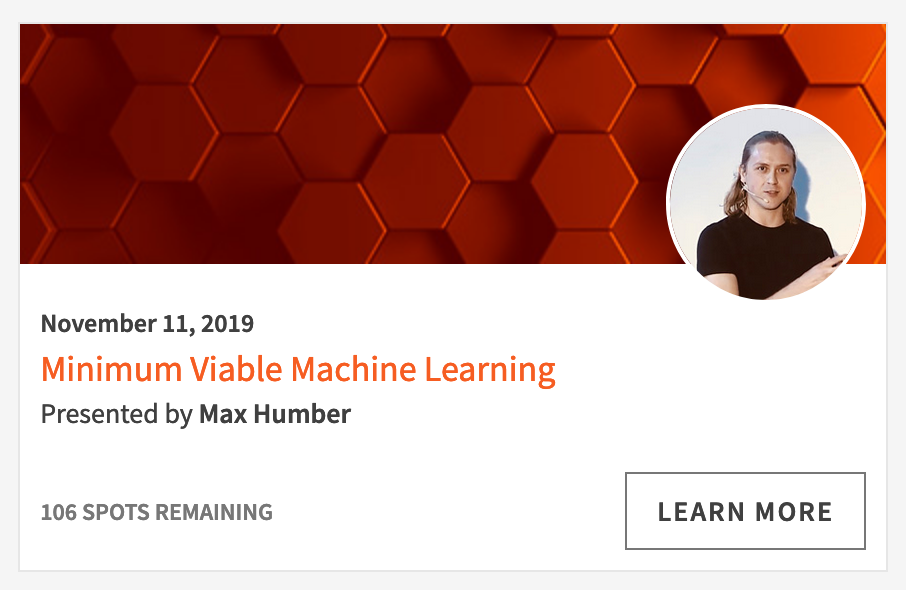 November 11, 2019
Minimum Viable Machine Learning
Presented by Max Humber
106 SPOTS REMAINING
LEARN MORE